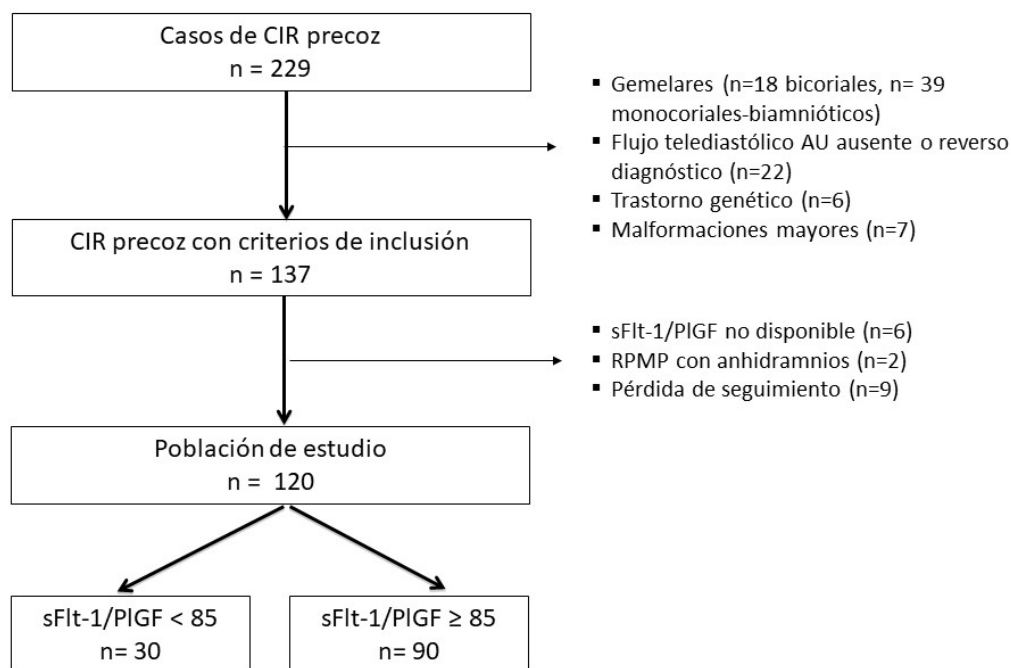 Casos de CIR precoz
n = 229
▪ Gemelares (n=18 bicoriales, n= 39
monocoriales-biamnióticos)
▪ Flujo telediastólico AU ausente o reverso
diagnóstico (n=22)
▪ Trastorno genético (n=6)
▪ Malformaciones mayores (n=7)
CIR precoz con criterios de inclusión
n = 137
▪ sFlt-1/PlGF no disponible (n=6)
▪ RPMP con anhidramnios (n=2)
▪ Pérdida de seguimiento (n=9)
Población de estudio
n = 120
sFlt-1/PlGF < 85
n= 30
sFlt-1/PlGF ≥ 85
n= 90